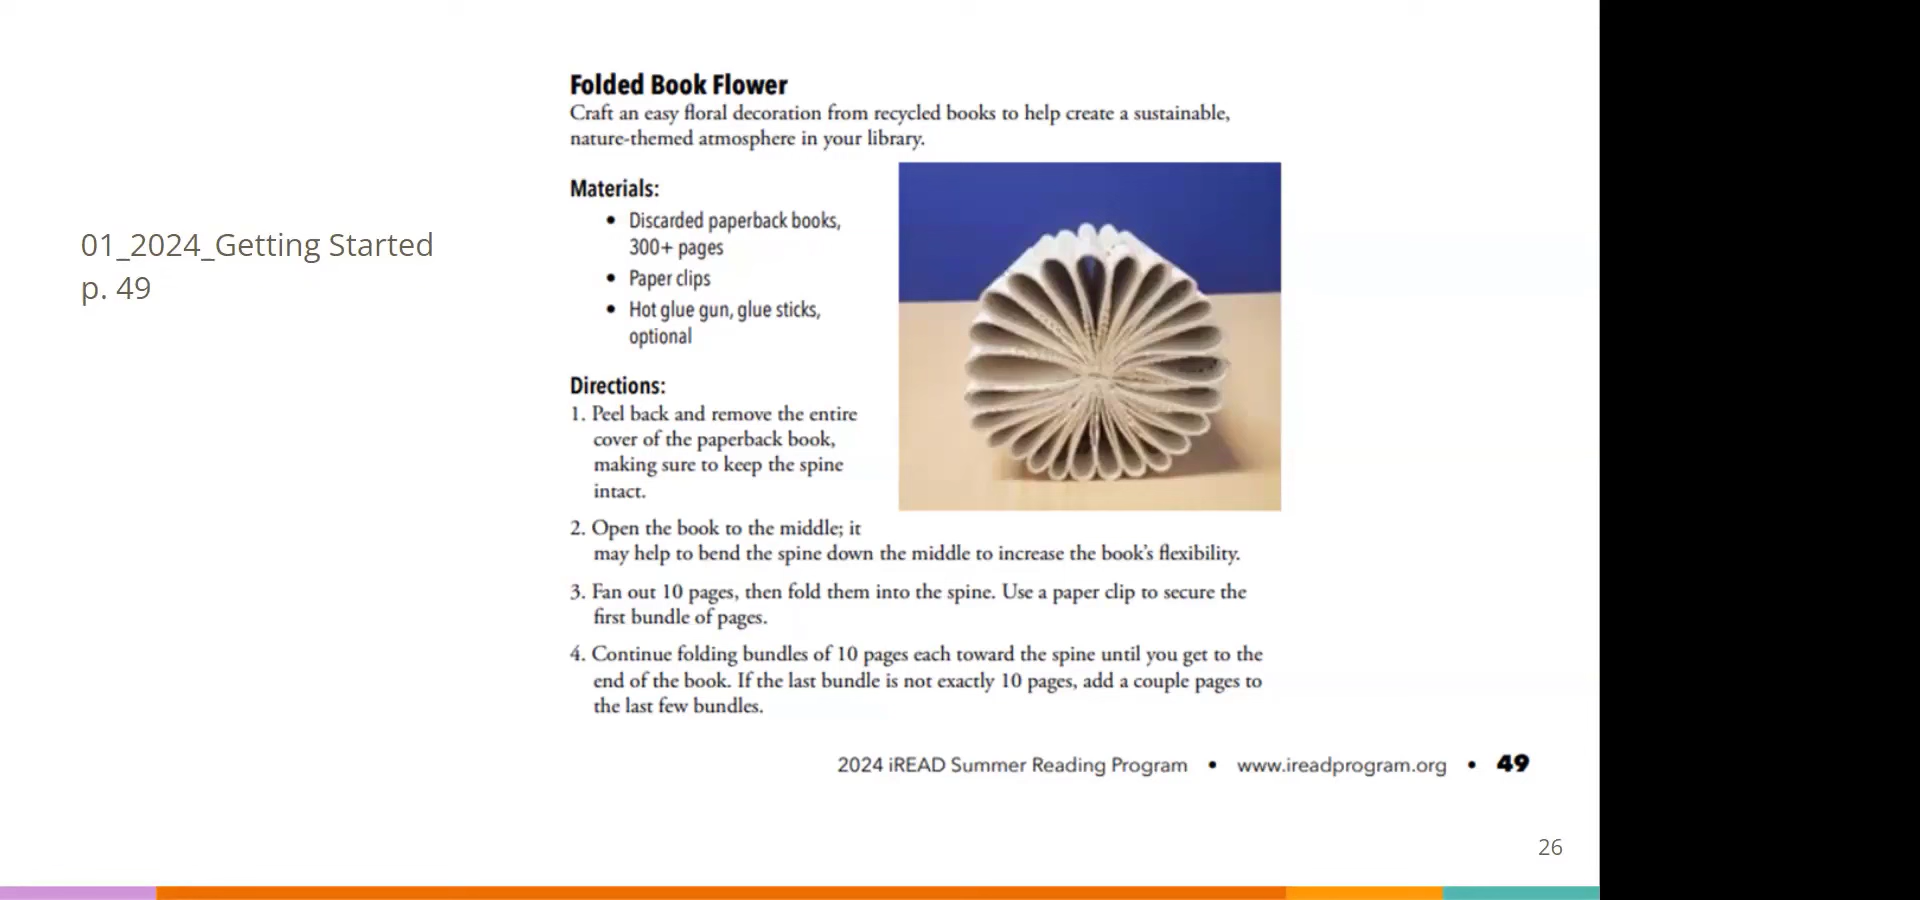 01_2024_Getting Started
p. 49
Folded Book Flower
Craft an easy floral decoration from recycled books to help create a sustainable,
nature-themed atmosphere in your library.
Materials:
• Discarded paperback books,
300+ pages
• Paper clips
• Hot glue gun, glue sticks,
optional
Directions:
1. Peel back and remove the entire
cover of the paperback book,
making sure to keep the spine
intact.
2. Open the book to the middle; it
may help to bend the spine down the middle to increase the book's flexibility.
3. Fan out 10 pages, then fold them into the spine. Use a paper clip to secure the
first bundle of pages.
4. Continue folding bundles of 10 pages each toward the spine until you get to the
end of the book. If the last bundle is not exactly 10 pages, add a couple pages to
the last few bundles.
2024 iREAD Summer Reading Program • www.ireadprogram.org • 49
26